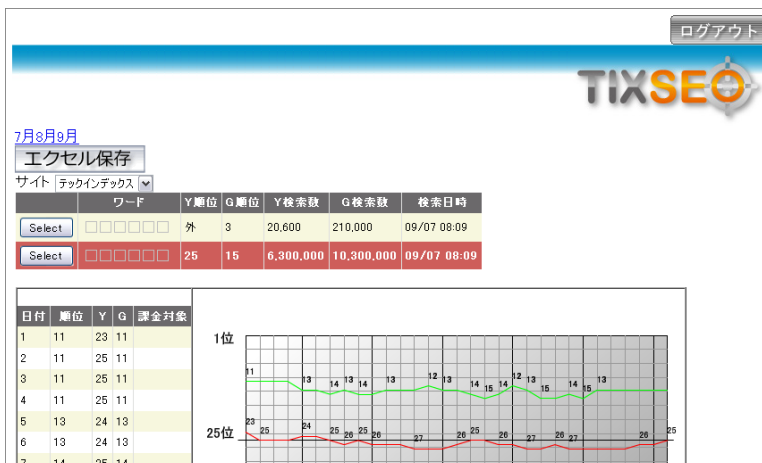 ログアウト
TIXSEO
7月8月9月
エクセル保存
サイト テックインデックス
ワード Y順位 G順位 Y検索数 G検索数 検索日時
Select □□□□□□ 外 3 20,600 210,000 09/07 08:09
Select □□□□□□ 25 15 6,300,000 10,300,000 09/07 08:09
日付 順位 Y G 課金対象
1 11 23 11
2 11 25 11
3 11 25 11
4 11 25 11
5 13 24 13
6 13 24 13
7 14 25 14
1位
11 13 14 13 14 13 12 13 14 15 14 12 13 15 14 15 13
25位
23 25 24 25 26 25 26 27 26 25 26 27 26 27 26 25